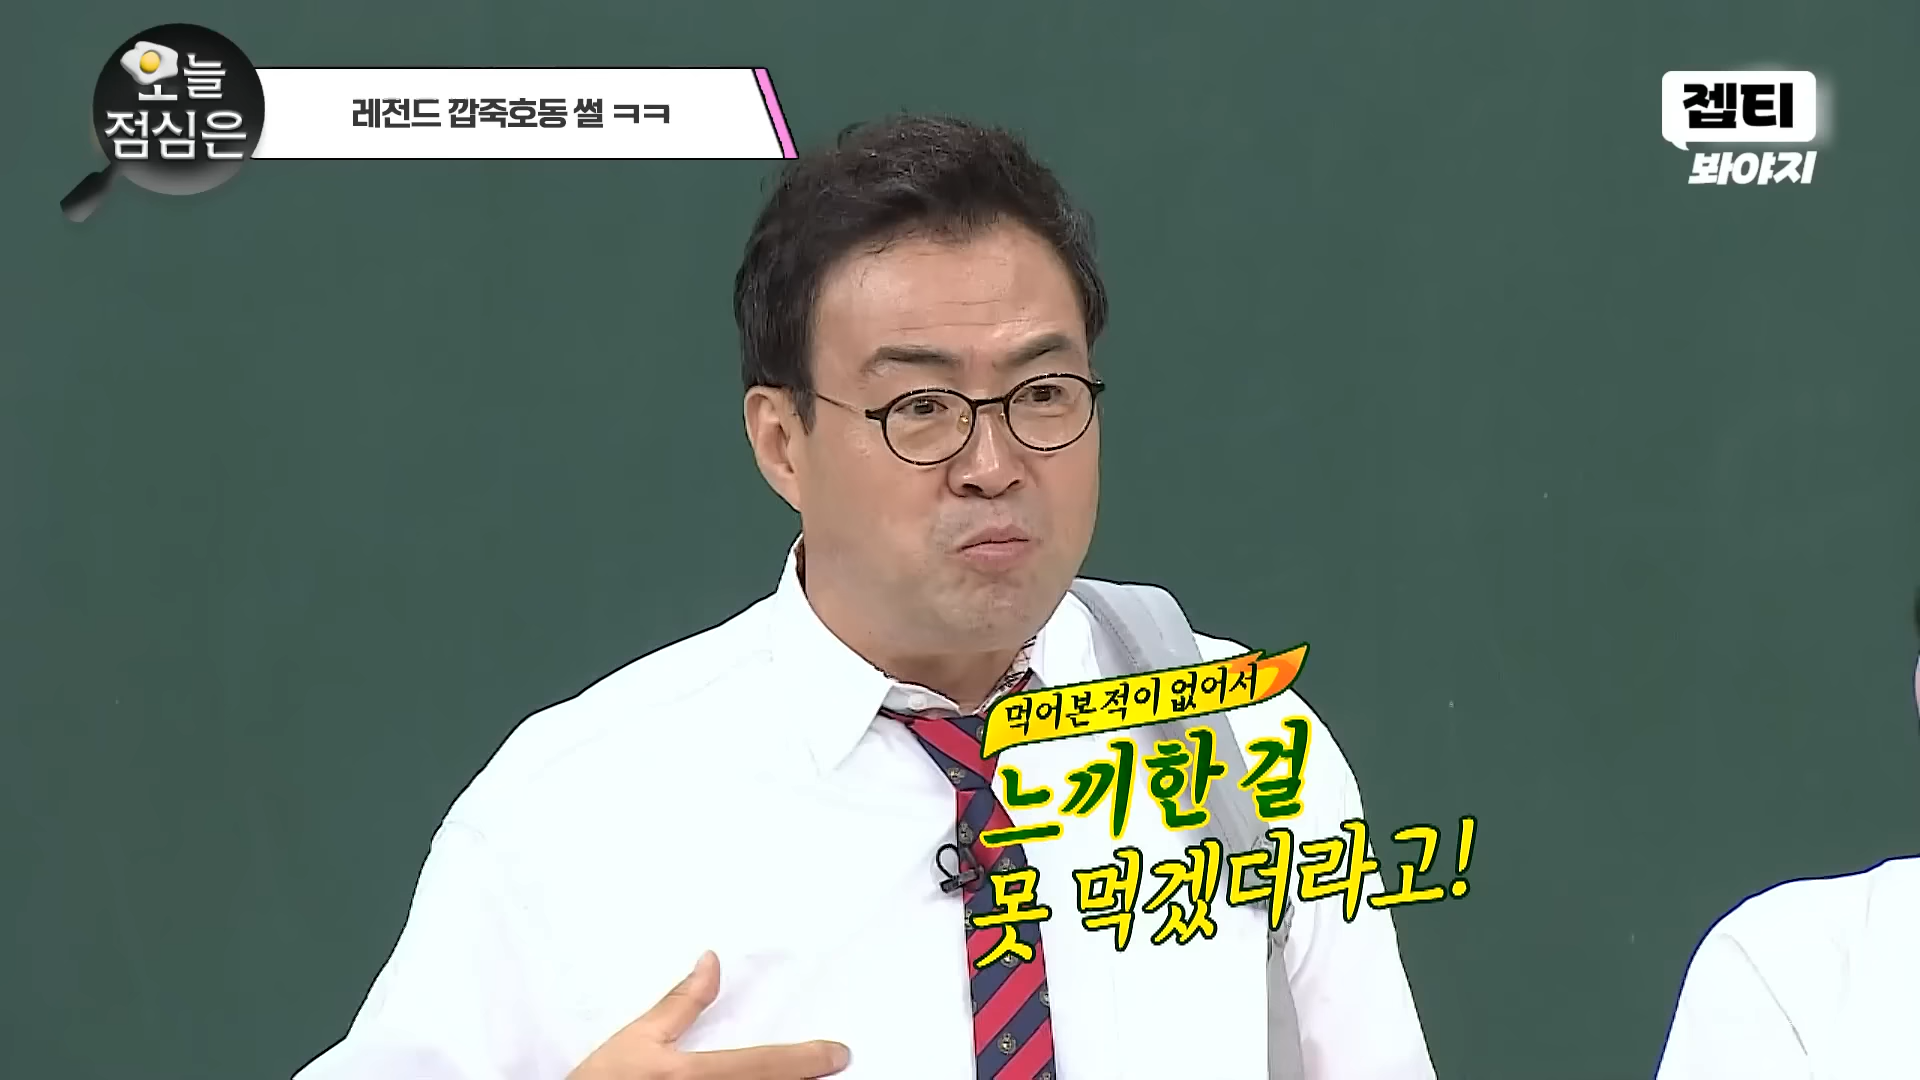 오늘
점심은
레전드 깝죽호동 썰 ㅋㅋ
젭티
봐야지
먹어본 적이 없어서
느끼한 걸
못 먹겠더라고!